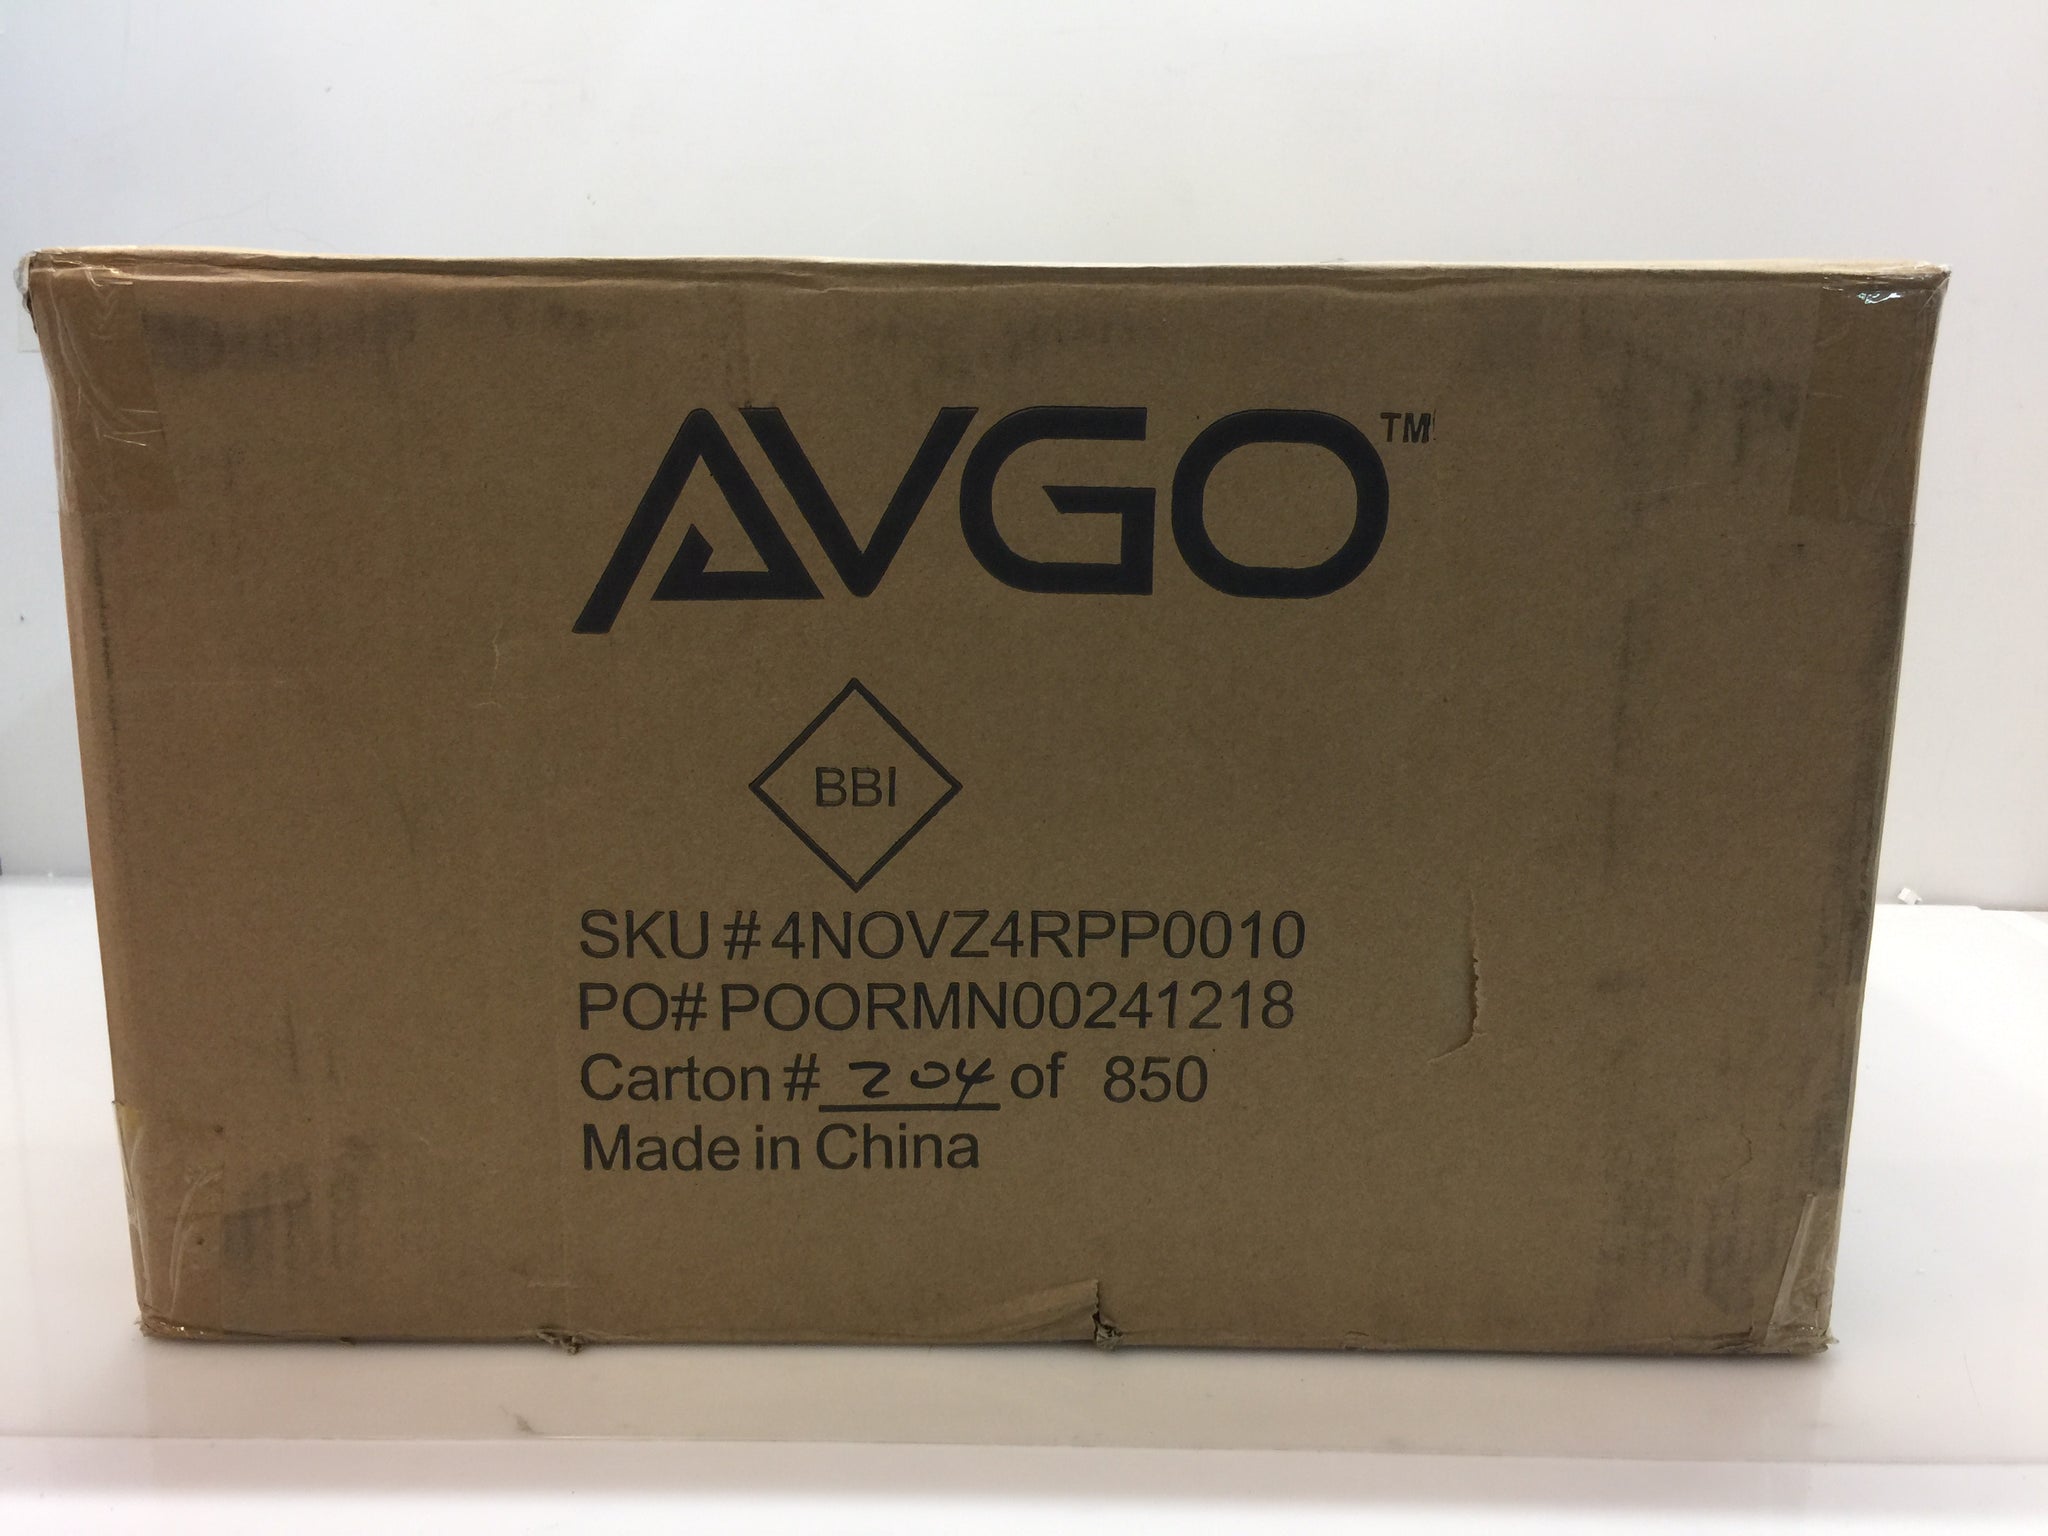 AVGO™
BBI
SKU#4NOVZ4RPP0010
PO#POORMN00241218
Carton # 204 of 850
Made in China